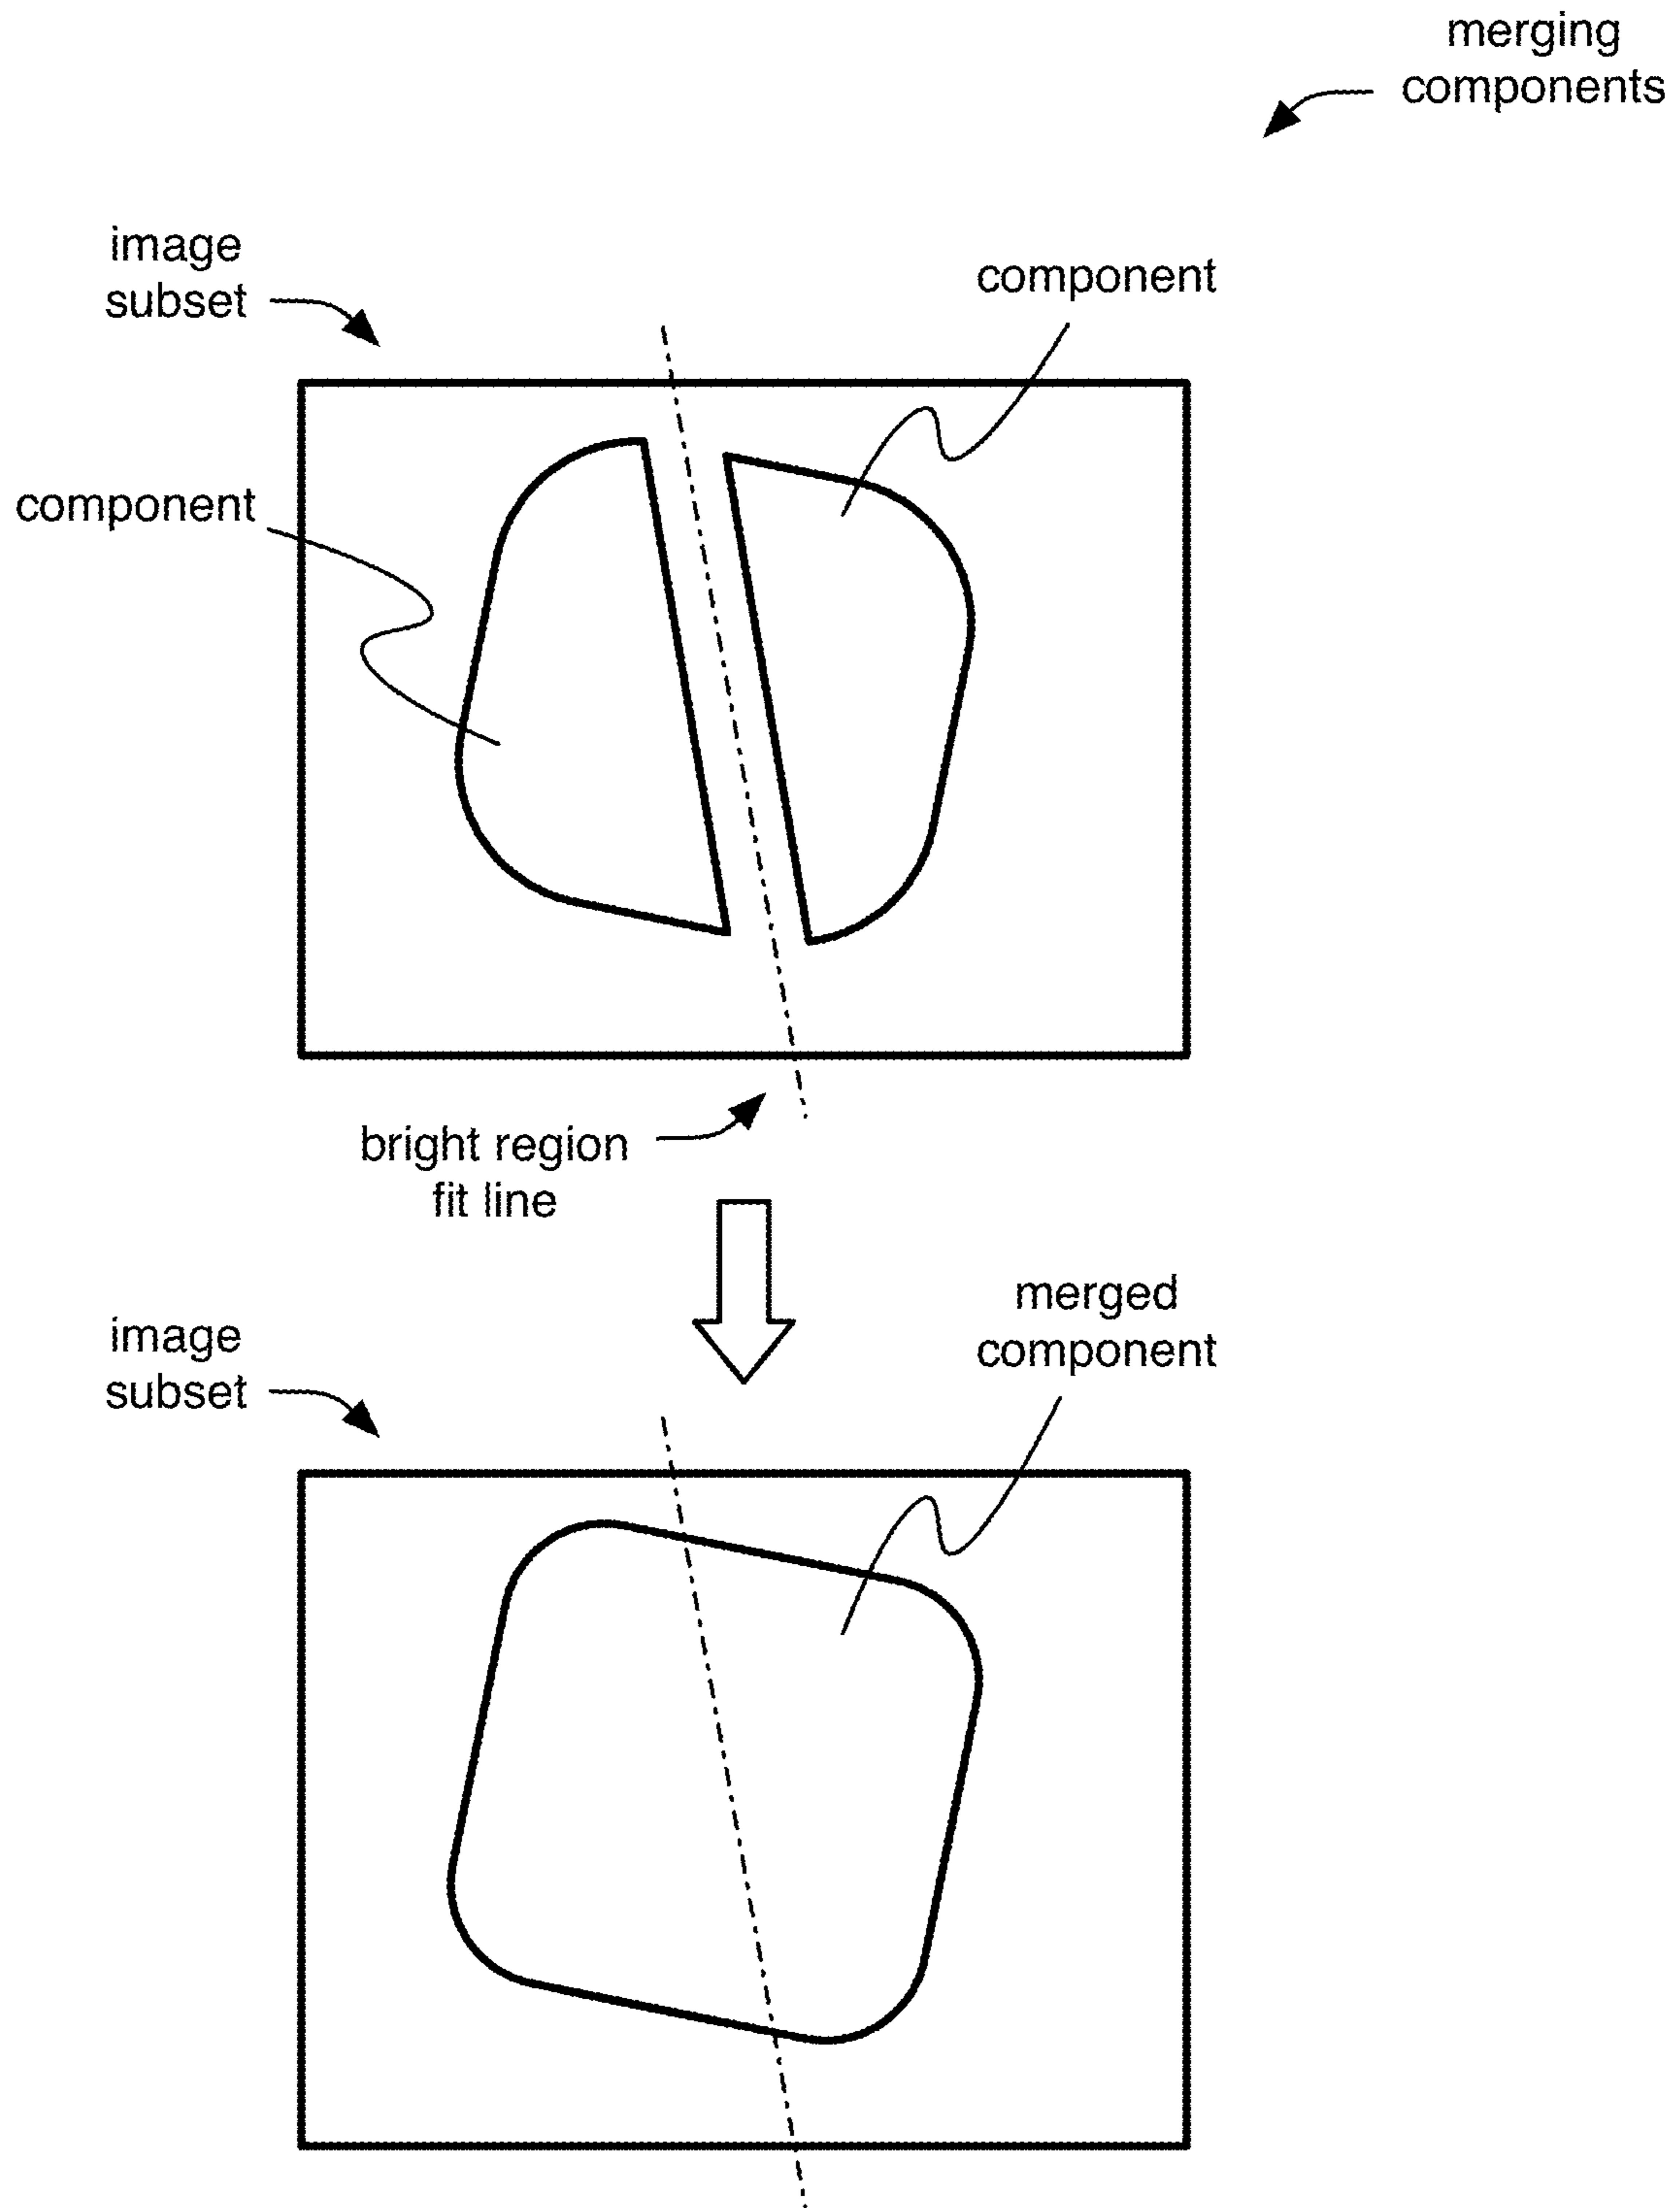 merging
components
image
subset
component
component
bright region
fit line
merged
component
image
subset